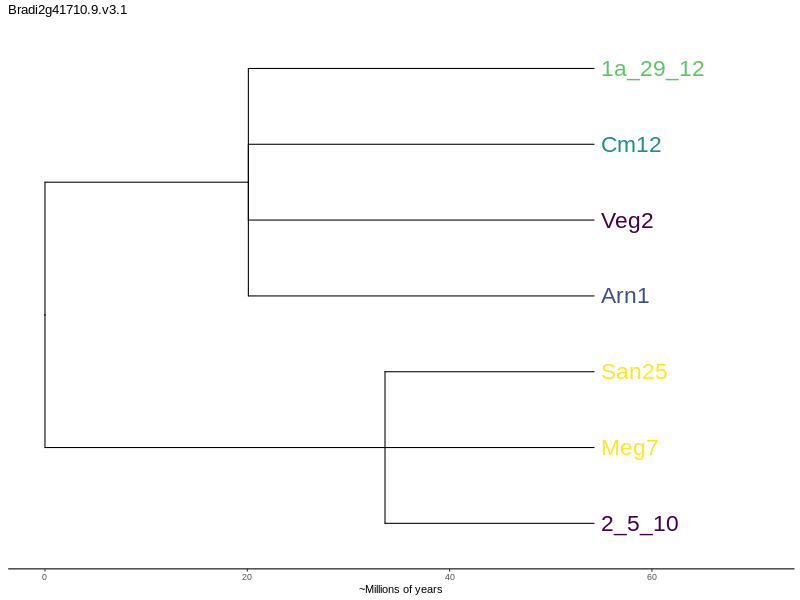 Bradi2g41710.9.v3.1
1a_29_12
Cm12
Veg2
Arn1
San25
Meg7
2_5_10
0 20 40 60
~Millions of years